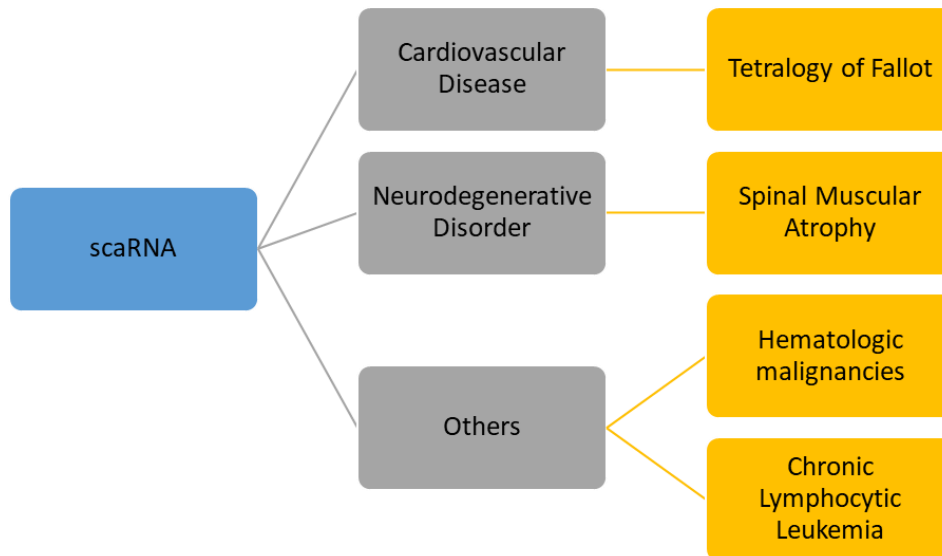 scaRNA
Cardiovascular
Disease
Tetralogy of Fallot
Neurodegenerative
Disorder
Spinal Muscular
Atrophy
Others
Hematologic
malignancies
Chronic
Lymphocytic
Leukemia